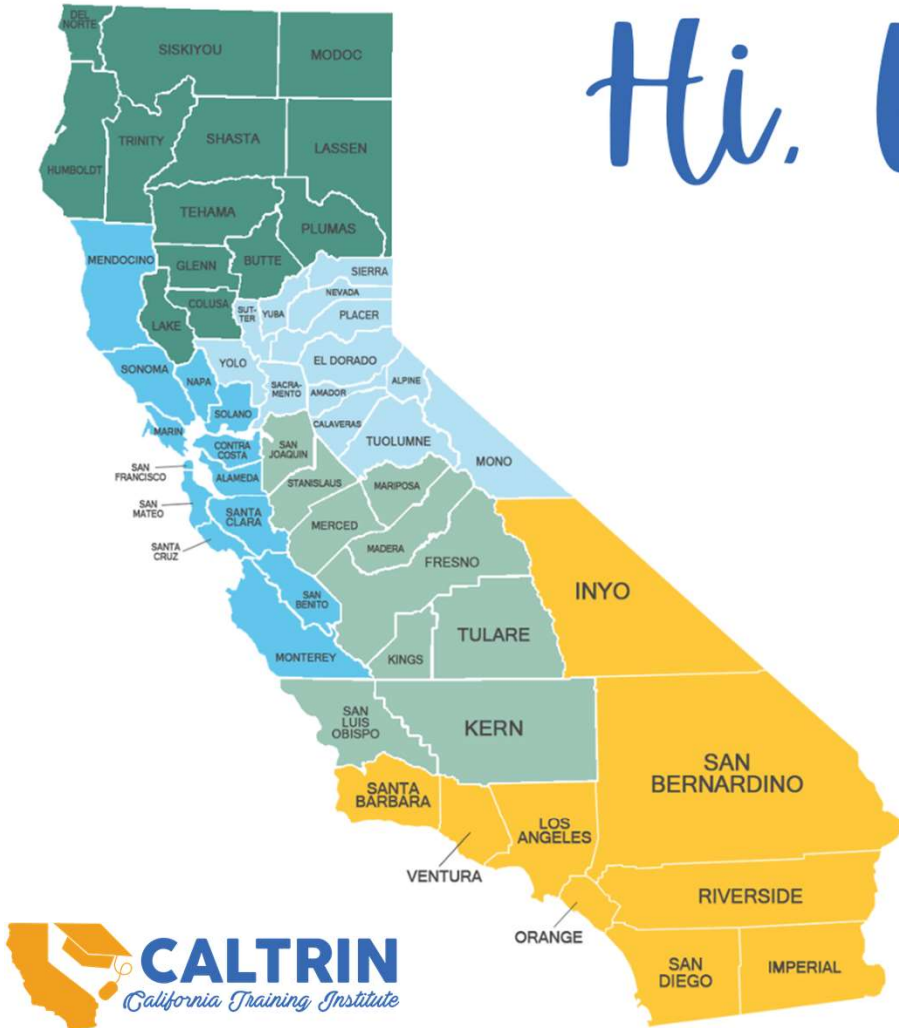 Hi,
DEL
NORTE
SISKIYOU
MODOC
HUMBOLDT
TRINITY
SHASTA
LASSEN
TEHAMA
PLUMAS
MENDOCINO
GLENN
BUTTE
SIERRA
NEVADA
COLUSA
SUT-
TER
YUBA
PLACER
LAKE
YOLO
EL DORADO
SONOMA
NAPA
SACRA-
MENTO
AMADOR
ALPINE
SOLANO
CALAVERAS
MARIN
CONTRA
COSTA
SAN
JOAQUIN
TUOLUMNE
MONO
SAN
FRANCISCO
ALAMEDA
STANISLAUS
MARIPOSA
SAN
MATEO
SANTA
CLARA
MERCED
SANTA
CRUZ
MADERA
FRESNO
SAN
BENITO
INYO
TULARE
MONTEREY
KINGS
SAN
LUIS
OBISPO
KERN
SAN
BERNARDINO
SANTA
BARBARA
LOS
ANGELES
VENTURA
RIVERSIDE
ORANGE
SAN
DIEGO
IMPERIAL
CALTRIN
California Training Institute